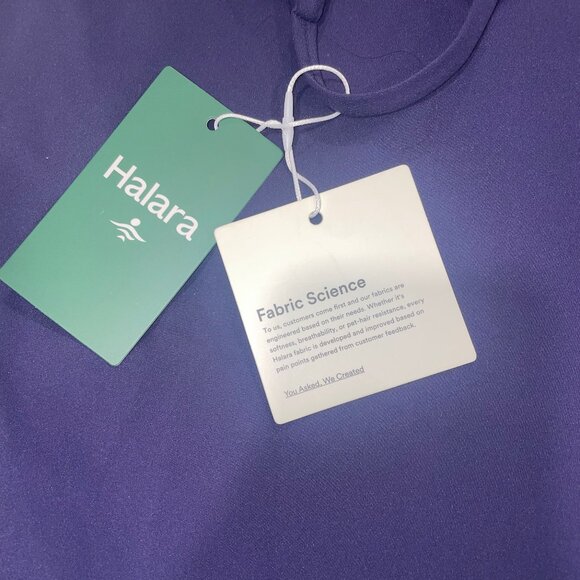 Halara
Fabric Science
To us, customers come first and our fabrics are
engineered based on their needs. Whether it's
softness, breathability, or pet-hair resistance, every
Halara fabric is developed and improved based on
pain points gathered from customer feedback.
You Asked, We Created